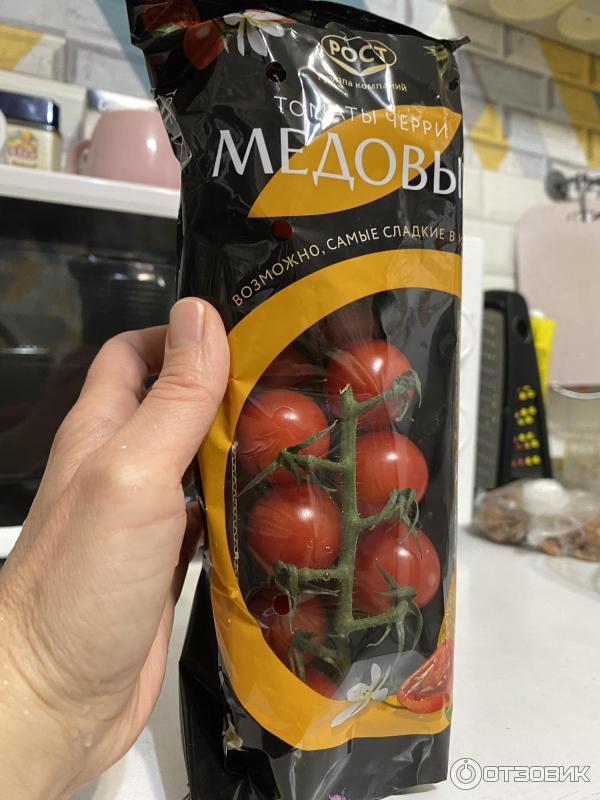 РОСТ
группа компаний
ТОМАТЫ ЧЕРРИ
МЕДОВЫ
ВОЗМОЖНО, САМЫЕ СЛАДКИЕ В
ОТЗОВИК